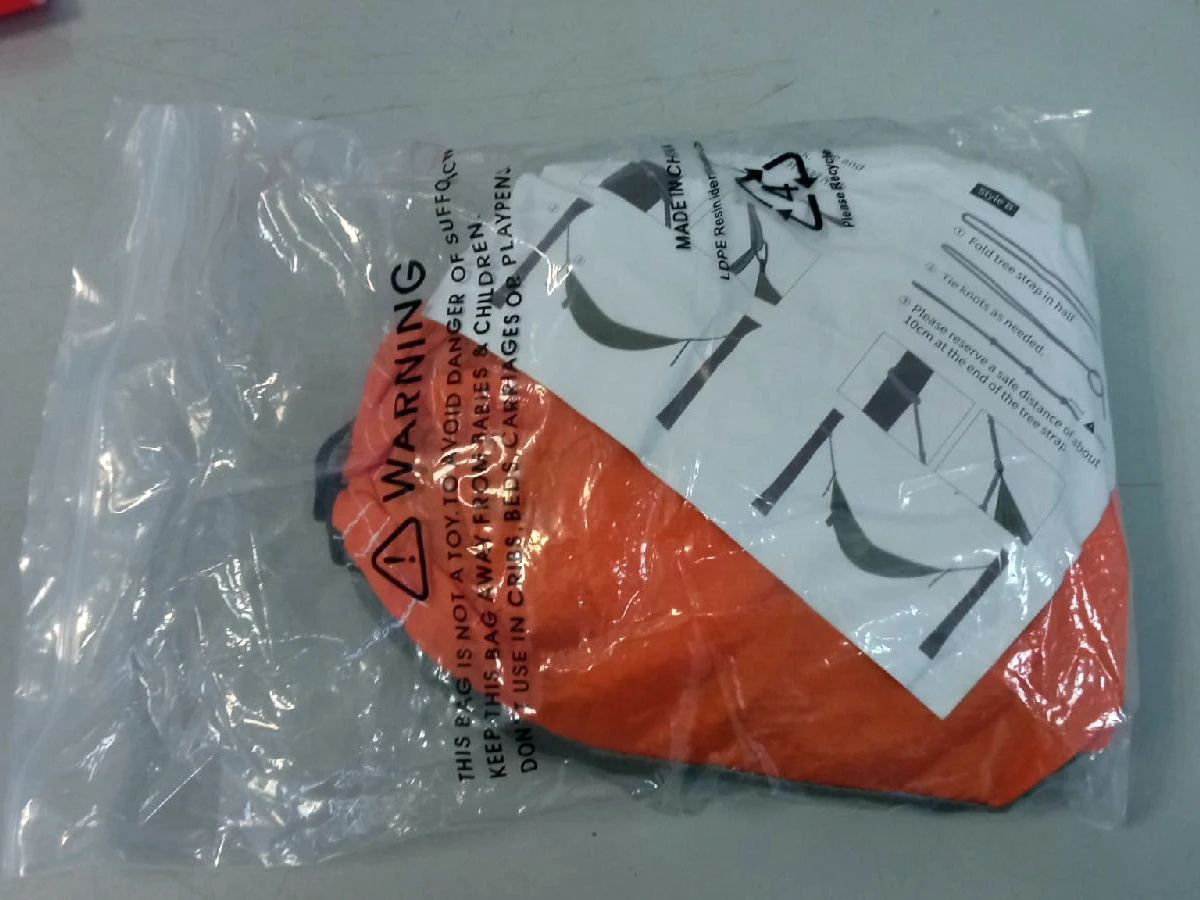 WARNING
THIS BAG IS NOT A TOY. TO AVOID DANGER OF
KEEP THIS BAG AWAY FROM BABIES & CHILDREN.
DON'T USE IN CRIBS, BEDS, CARRIAGES OR PLAYPENS
MADE IN CHINA
LDPE Resin
4
Please Recycle
and
Style B
① Fold tree strap in half.
② Tie knots as needed.
③ Please reserve a safe distance of about
10cm at the end of the tree strap